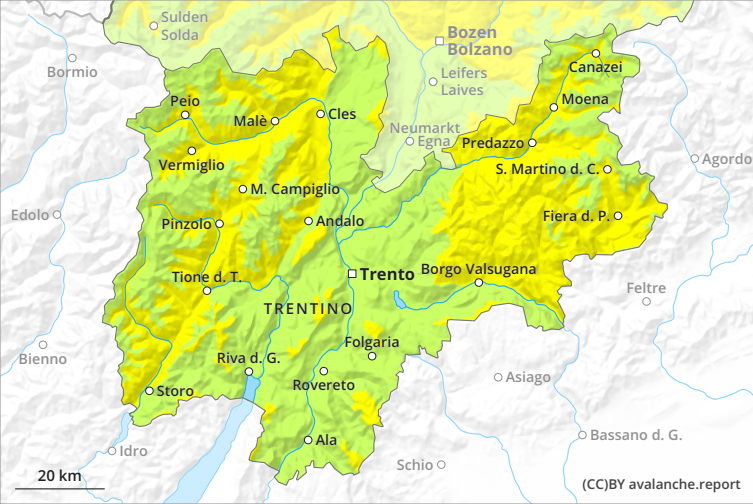 Sulden
Solda
Bozen
Bolzano
Bormio
Canazei
Leifers
Laives
Peio
Moena
Malè
Cles
Neumarkt
Egna
Predazzo
Vermiglio
Agordo
S. Martino d. C.
M. Campiglio
Edolo
Fiera d. P.
Pinzolo
Andalo
Trento
Borgo Valsugana
Tione d. T.
Feltre
TRENTINO
Folgaria
Bienno
Riva d. G.
Asiago
Rovereto
Storo
Bassano d. G.
Ala
Idro
Schio
20 km
(CC)BY avalanche.report